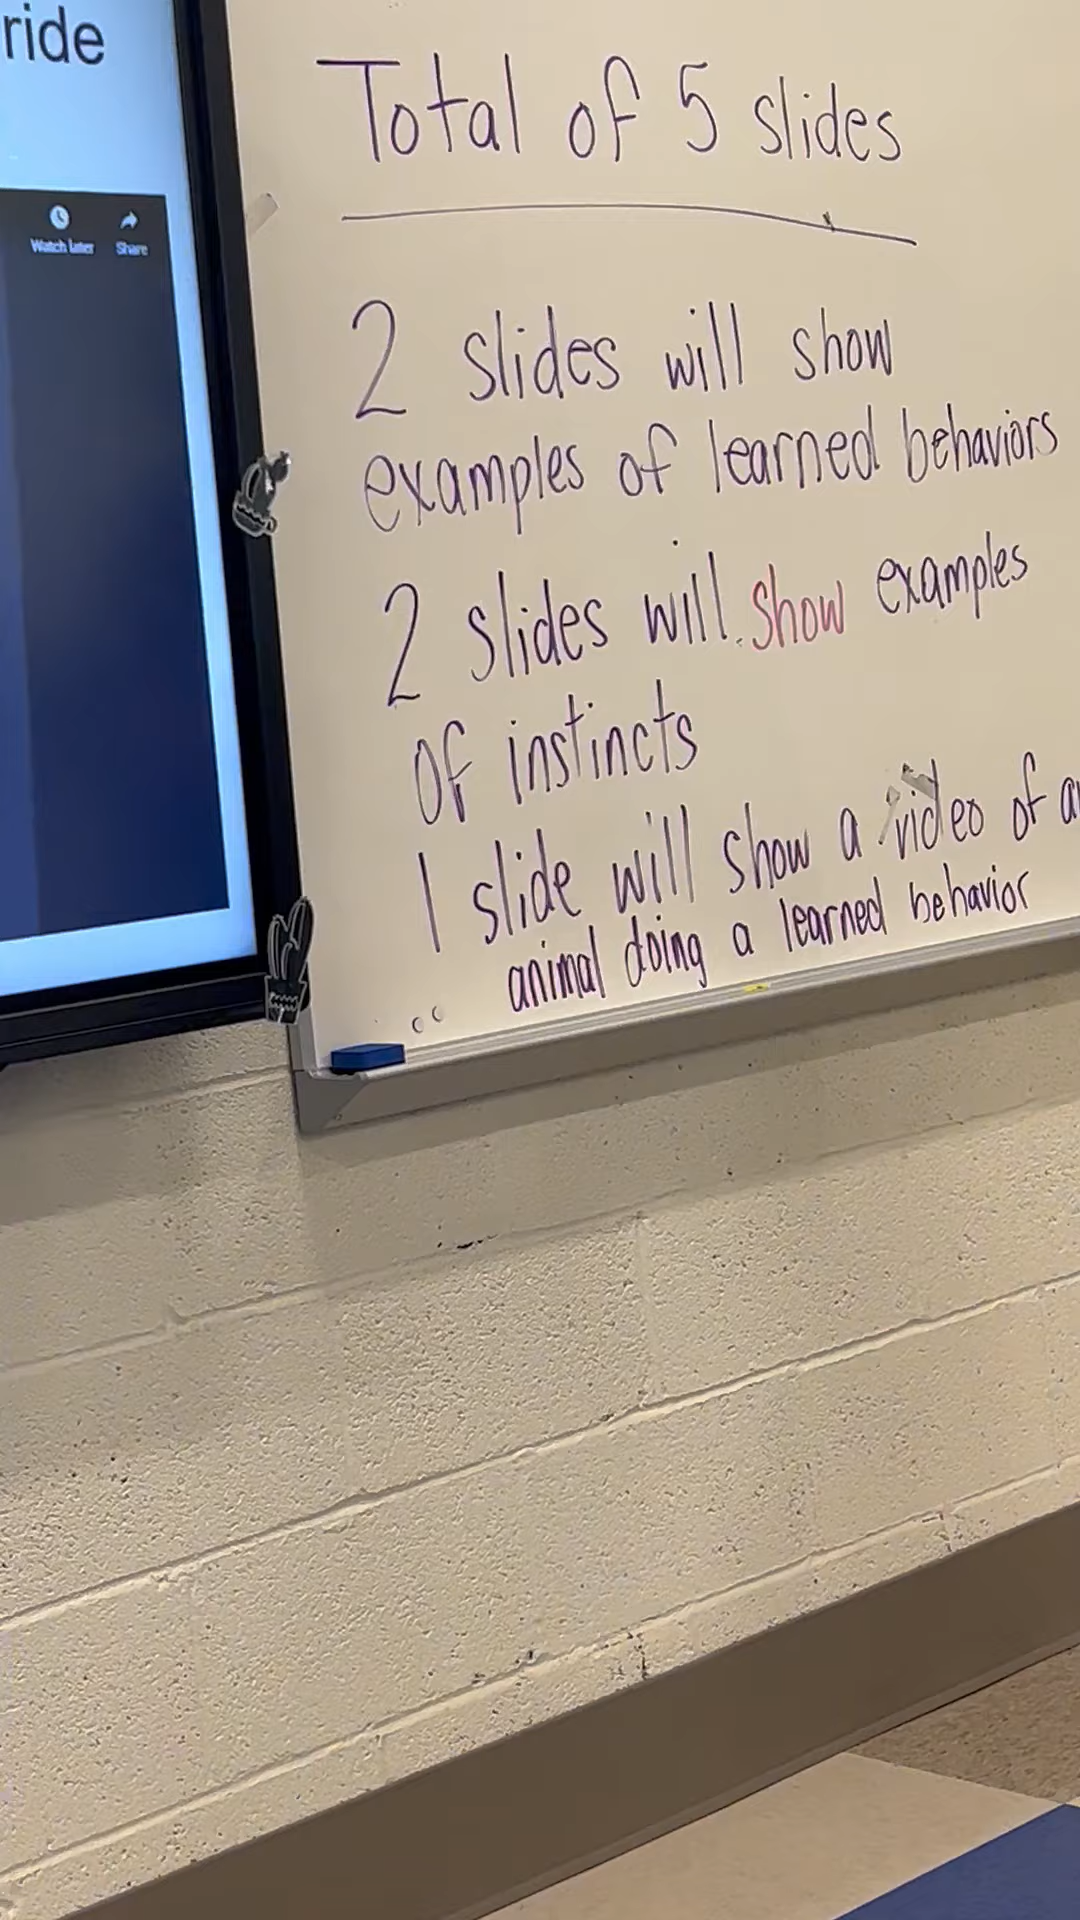 ride
Watch later Share
Total of 5 slides
2 slides will show
examples of learned behaviors
2 slides will show examples
of instincts
1 slide will show a video of an
animal doing a learned behavior